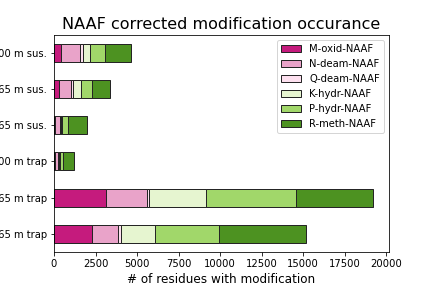 NAAF corrected modification occurance
00 m sus.
65 m sus.
65 m sus.
00 m trap
65 m trap
65 m trap
M-oxid-NAAF
N-deam-NAAF
Q-deam-NAAF
K-hydr-NAAF
P-hydr-NAAF
R-meth-NAAF
0 2500 5000 7500 10000 12500 15000 17500 20000
# of residues with modification